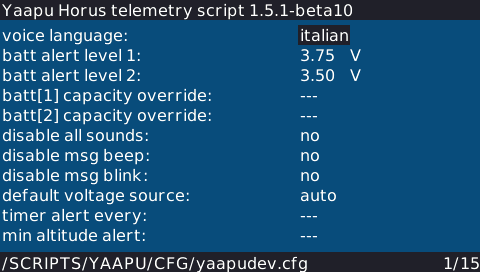 Yaapu Horus telemetry script 1.5.1-beta10
voice language: italian
batt alert level 1: 3.75 V
batt alert level 2: 3.50 V
batt[1] capacity override: ---
batt[2] capacity override: ---
disable all sounds: no
disable msg beep: no
disable msg blink: no
default voltage source: auto
timer alert every: ---
min altitude alert: ---
/SCRIPTS/YAAPU/CFG/yaapudev.cfg 1/15